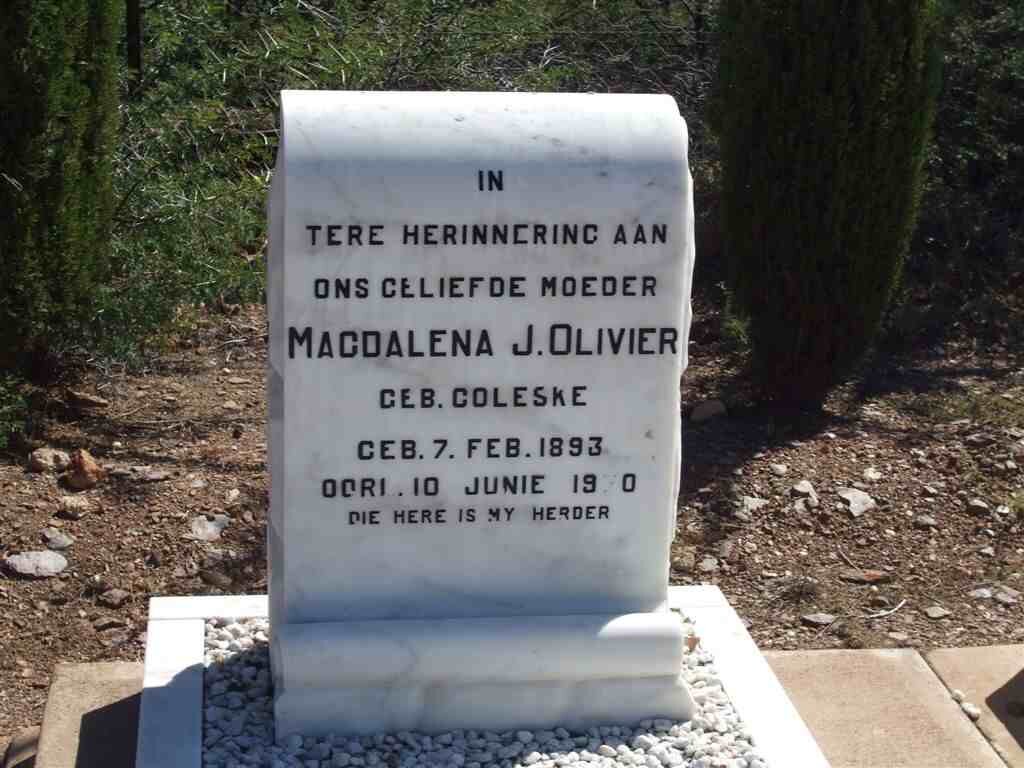 IN
TERE HERINNERING AAN
ONS GELIEFDE MOEDER
MAGDALENA J. OLIVIER
GEB. GOLESKE
GEB. 7. FEB. 1893
10 JUNIE
DIE HERE IS MY HERDER